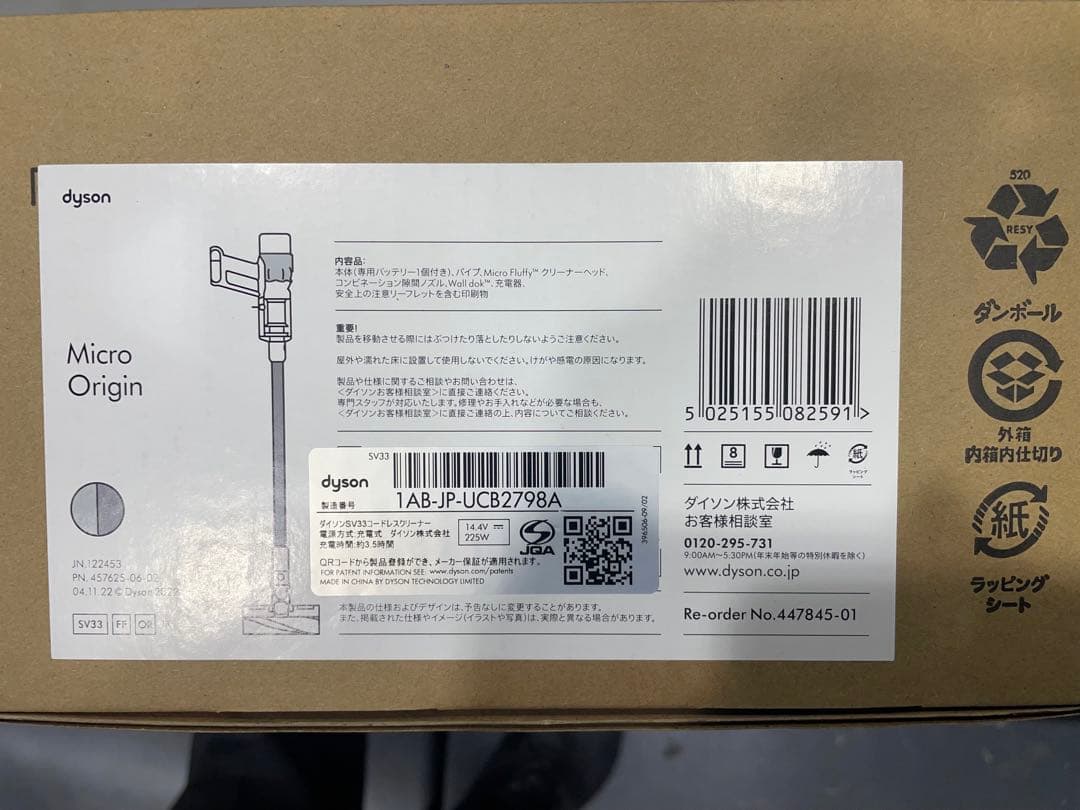 dyson
Micro
Origin
JN.122453
PN. 457625-06-02
04.11.22 © Dyson 2022
SV33 FF OR
内容品:
本体(専用バッテリー1個付き)、パイプ、Micro Fluffy™ クリーナーヘッド、
コンビネーション隙間ノズル、Wall dok™、充電器、
安全上の注意リーフレットを含む印刷物
重要!
製品を移動させる際にはぶつけたり落としたりしないようご注意ください。
屋外や濡れた床に設置して使用しないでください。けがや感電の原因になります。
製品や仕様に関するご相談やお問い合わせは、
<ダイソンお客様相談室>に直接ご連絡ください。
専門スタッフが対応いたします。修理やお手入れなどが必要な場合も、
<ダイソンお客様相談室>に直接ご連絡の上、内容についてご相談ください。
SV33
dyson
製造番号 1AB-JP-UCB2798A
ダイソンSV33コードレスクリーナー
電源方式:充電式 ダイソン株式会社
充電時間:約3.5時間
14.4V
225W
JQA
QRコードから製品登録ができ、メーカー保証が適用されます。
FOR PATENT INFORMATION SEE: www.dyson.com/patents
MADE IN CHINA BY DYSON TECHNOLOGY LIMITED
396506-09/02
本製品の仕様およびデザインは、予告なしに変更することがあります。
また、掲載された仕様やイメージ(イラストや写真)は、実際と異なる場合があります。
5 025155 082591 >
8
紙
ラッピング
シート
ダイソン株式会社
お客様相談室
0120-295-731
9:00AM~5:30PM(年末年始等の特別休暇を除く)
www.dyson.co.jp
Re-order No.447845-01
520
RESY
ダンボール
外箱
内箱内仕切り
紙
ラッピング
シート